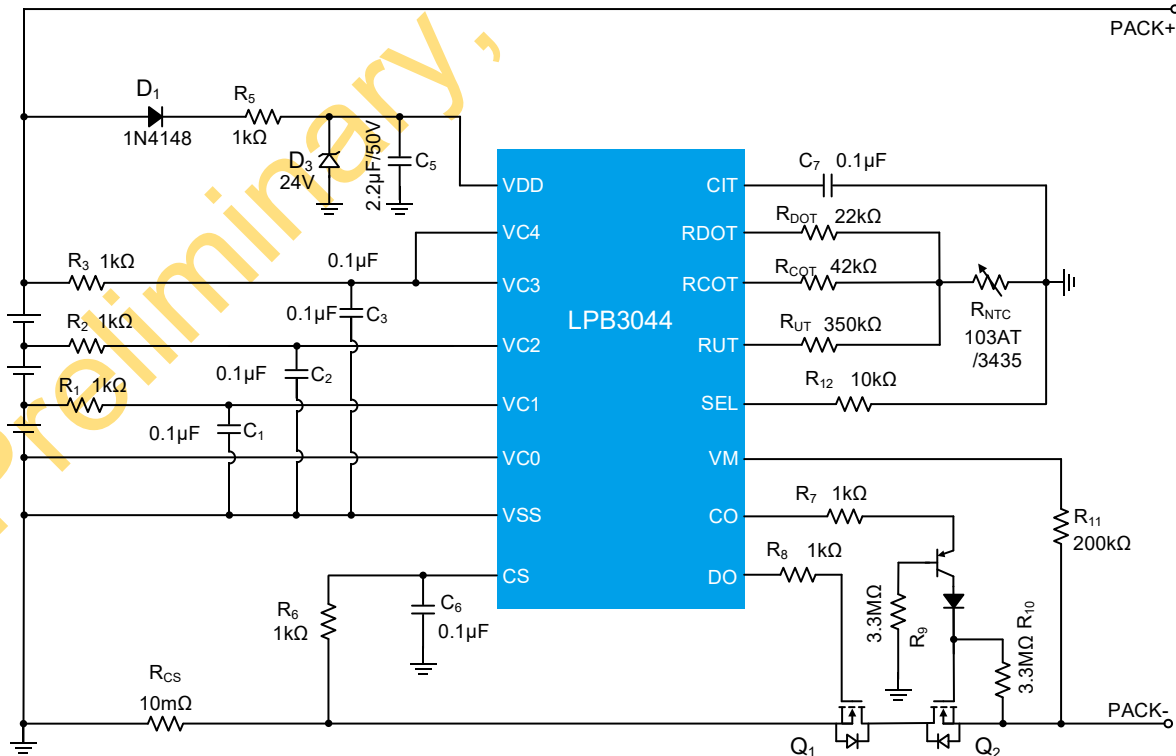 PACK+
D1
1N4148
R5
1kΩ
D3
24V
2.2µF/50V
C5
VDD
VC4
VC3
VC2
VC1
VC0
VSS
CS
LPB3044
CIT
RDOT
RCOT
RUT
SEL
VM
CO
DO
C7 0.1µF
RDOT 22kΩ
RCOT 42kΩ
RUT 350kΩ
R12 10kΩ
RNTC
103AT
/3435
R3 1kΩ
0.1µF
0.1µF C3
R2 1kΩ
0.1µF C2
R1 1kΩ
0.1µF C1
R6
1kΩ
C6
0.1µF
RCS
10mΩ
R7 1kΩ
R8 1kΩ
R11
200kΩ
3.3MΩ
R9
3.3MΩ R10
Q1
Q2
PACK-
Preliminary,